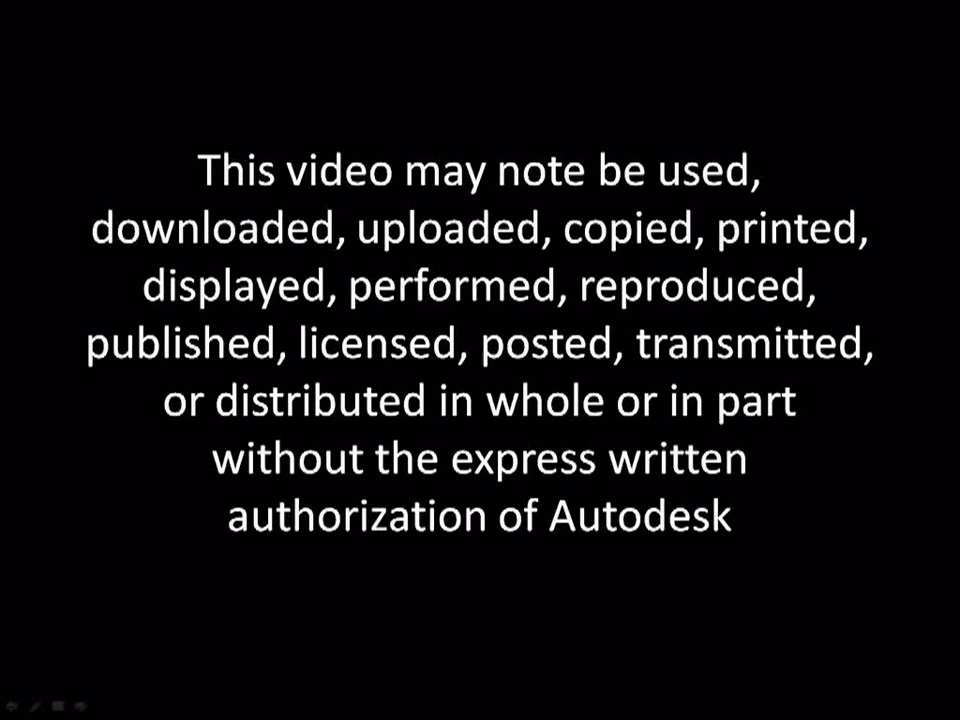 This video may note be used,
downloaded, uploaded, copied, printed,
displayed, performed, reproduced,
published, licensed, posted, transmitted,
or distributed in whole or in part
without the express written
authorization of Autodesk